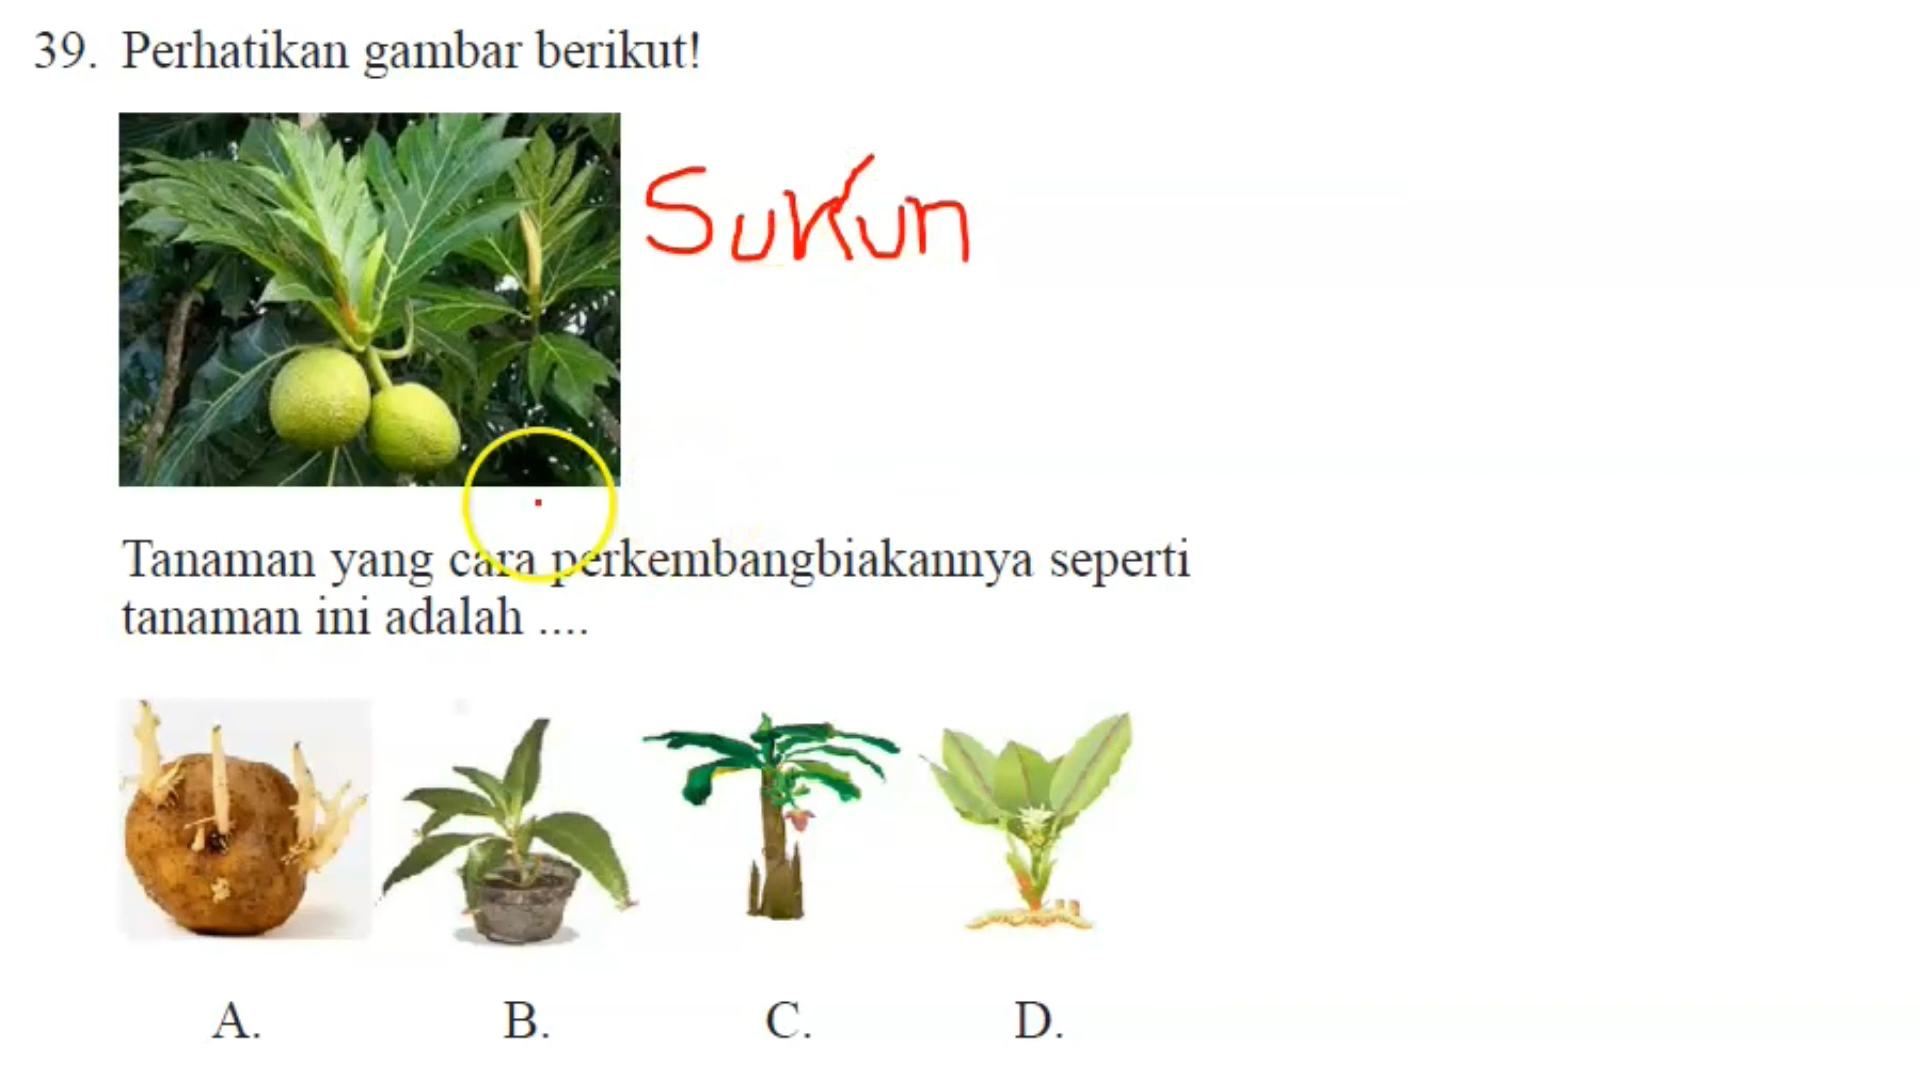 39. Perhatikan gambar berikut!
Sukun
Tanaman yang cara perkembangbiakannya seperti
tanaman ini adalah ....
A. B. C. D.